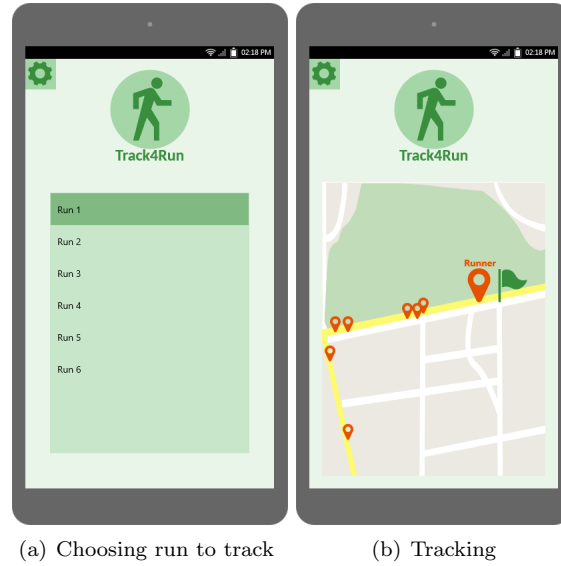 02:18 PM
Track4Run
Run 1
Run 2
Run 3
Run 4
Run 5
Run 6
(a) Choosing run to track
02:18 PM
Track4Run
Runner
(b) Tracking